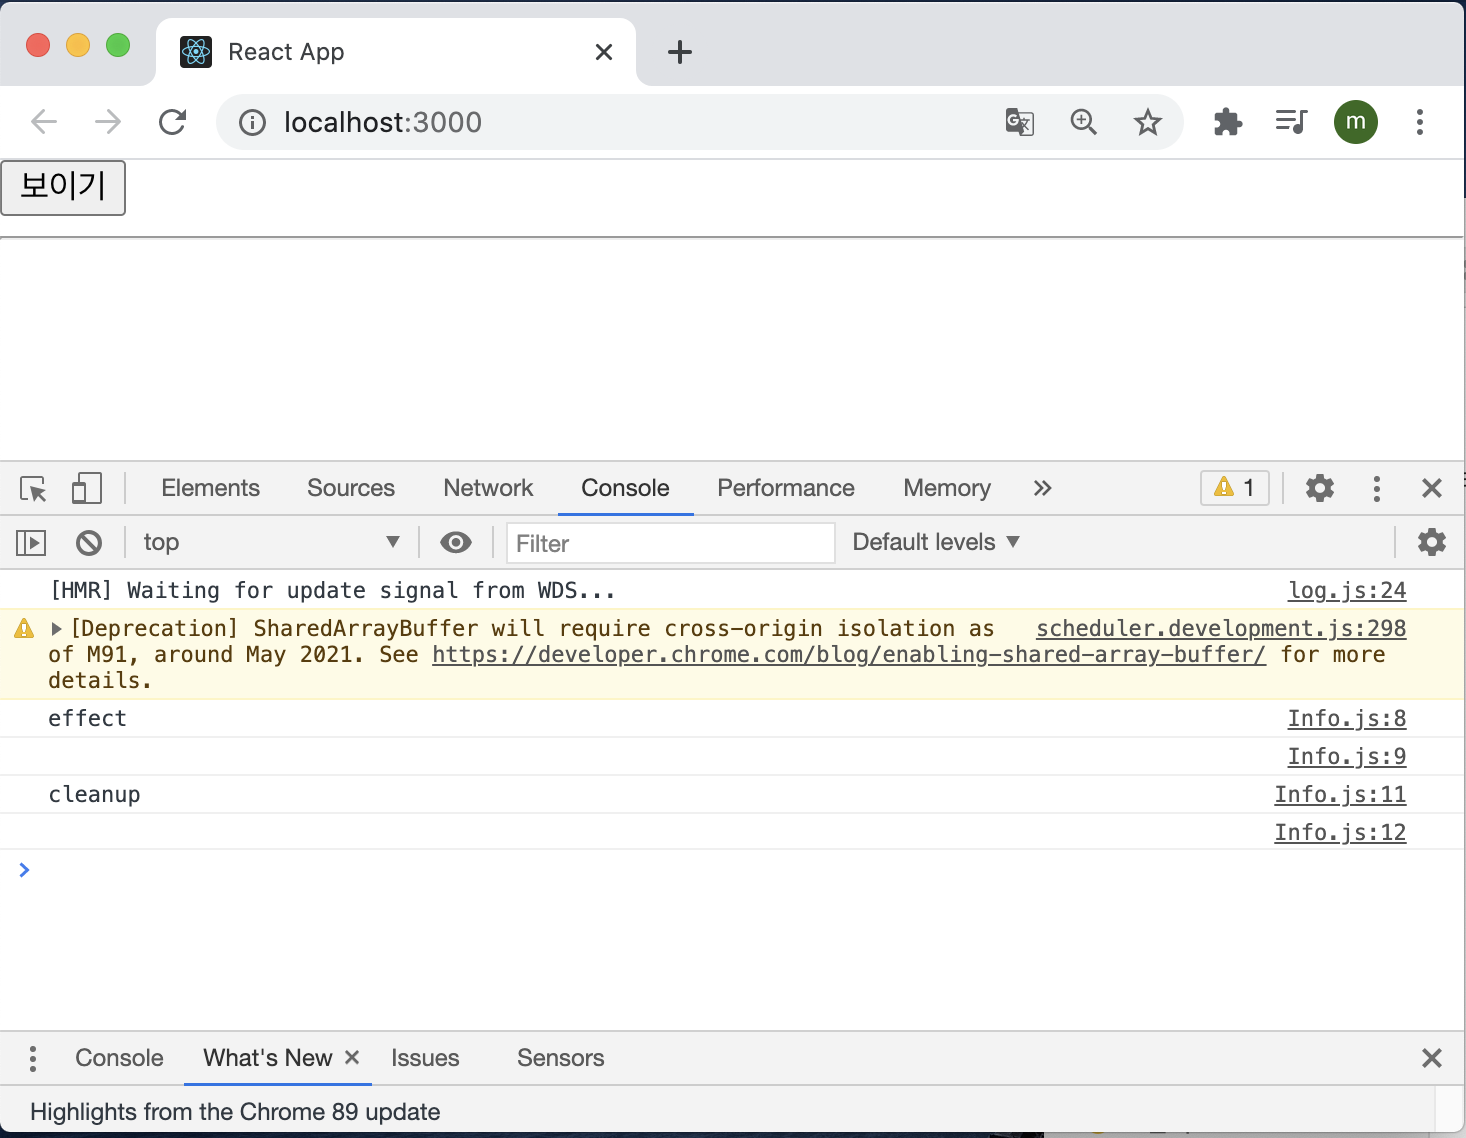 React App
localhost:3000
m
보이기
Elements Sources Network Console Performance Memory 1
top Filter Default levels
[HMR] Waiting for update signal from WDS... log.js:24
[Deprecation] SharedArrayBuffer will require cross-origin isolation as scheduler.development.js:298
of M91, around May 2021. See https://developer.chrome.com/blog/enabling-shared-array-buffer/ for more
details.
effect Info.js:8
Info.js:9
cleanup Info.js:11
Info.js:12
Console What's New Issues Sensors
Highlights from the Chrome 89 update